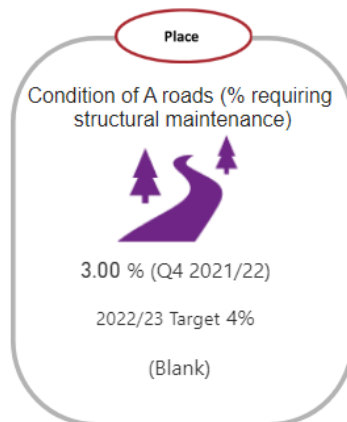 Place
Condition of A roads (% requiring
structural maintenance)
3.00 % (Q4 2021/22)
2022/23 Target 4%
(Blank)